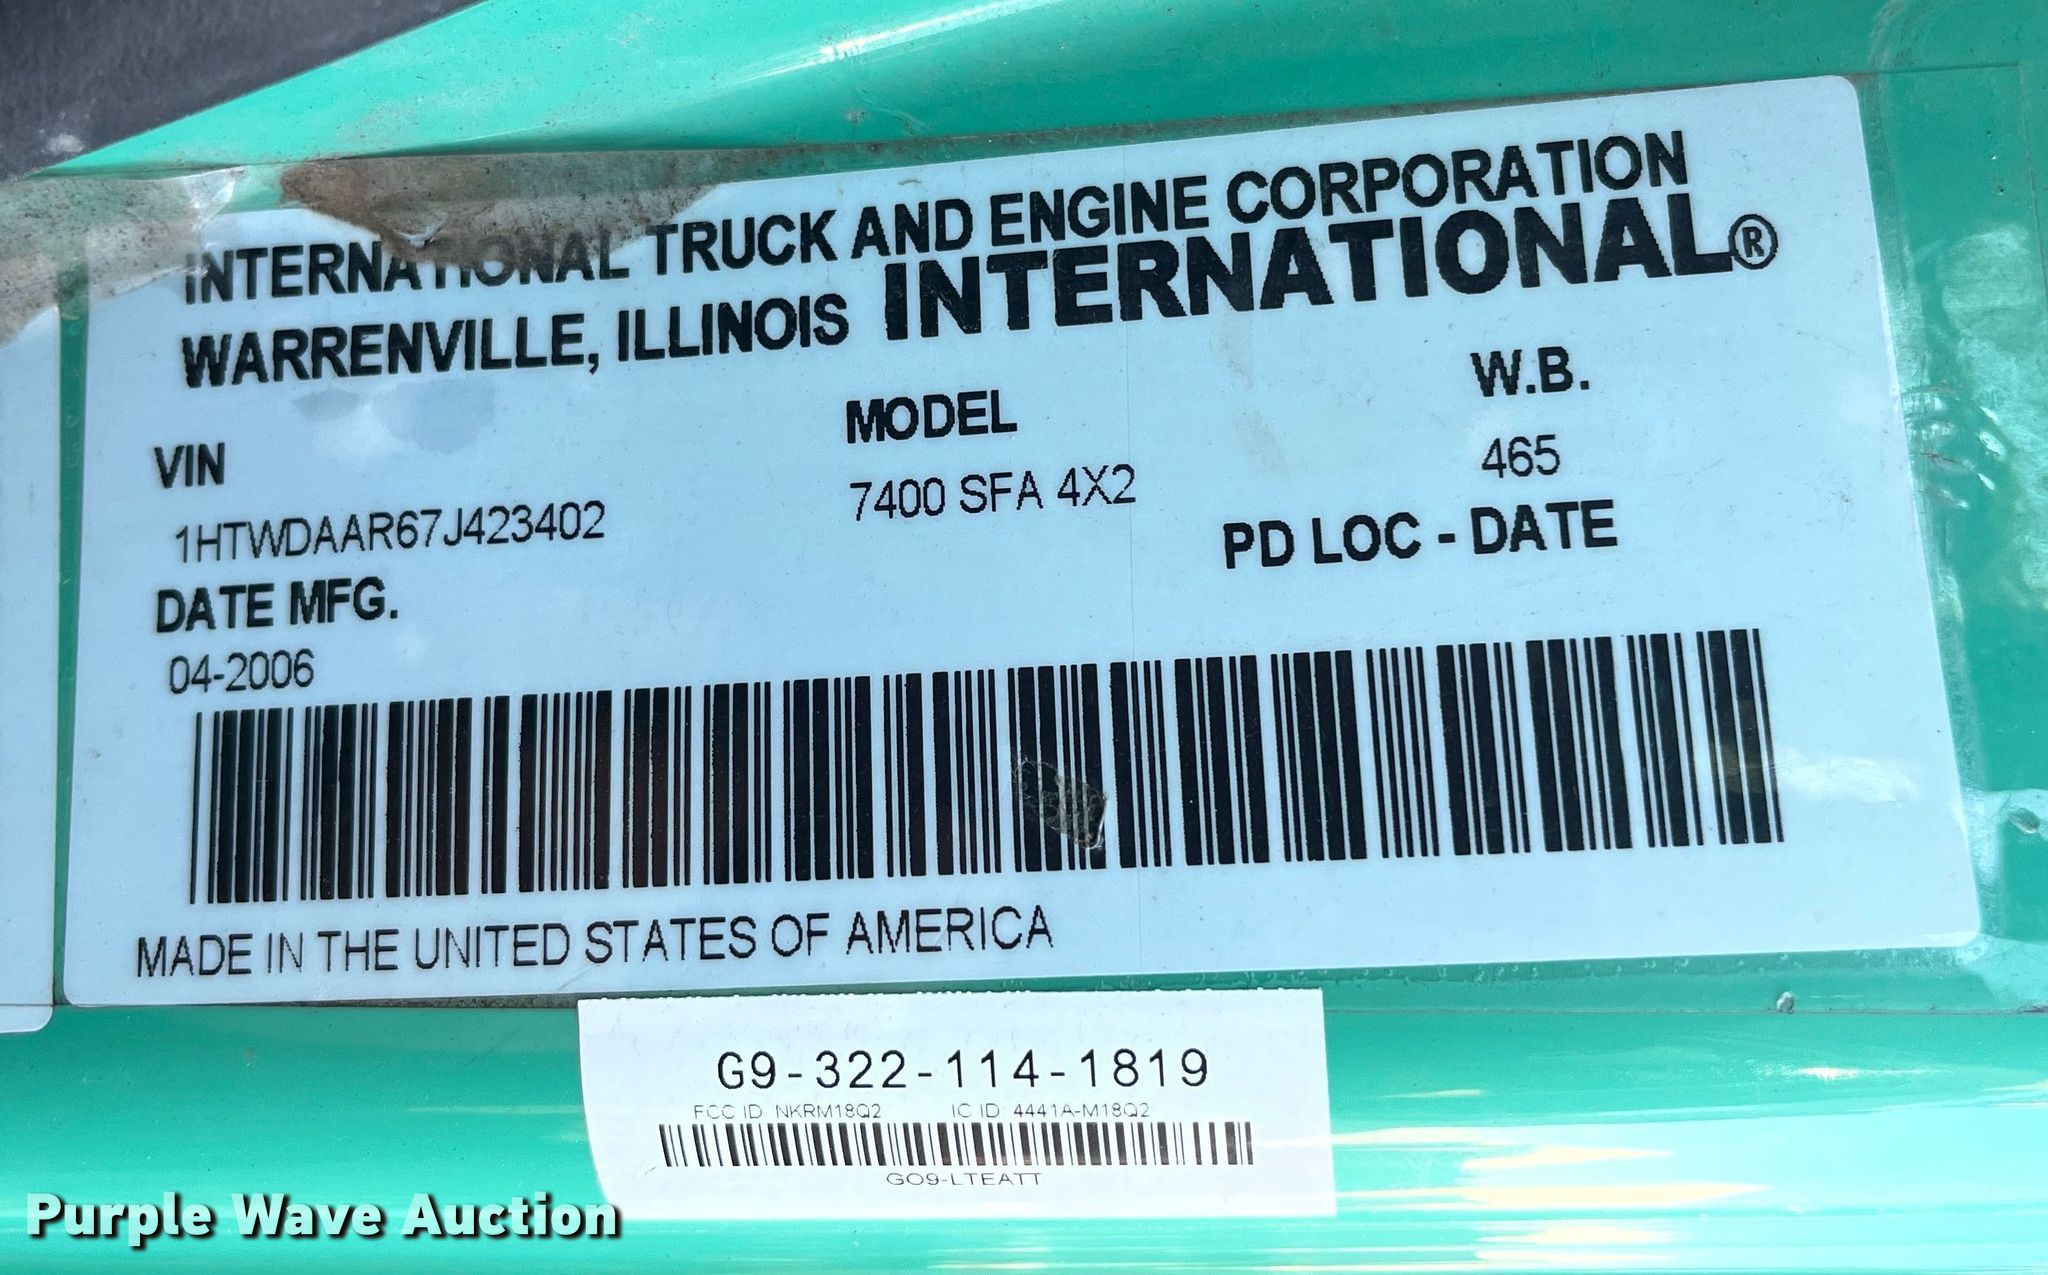 INTERNATIONAL TRUCK AND ENGINE CORPORATION
WARRENVILLE, ILLINOIS INTERNATIONAL®
VIN MODEL W.B.
1HTWDAAR67J423402 7400 SFA 4X2 465
DATE MFG. PD LOC - DATE
04-2006
MADE IN THE UNITED STATES OF AMERICA
G9-322-114-1819
FCC ID NKRM18Q2 IC ID 4441A-M18Q2
GO9-LTEATT
Purple Wave Auction